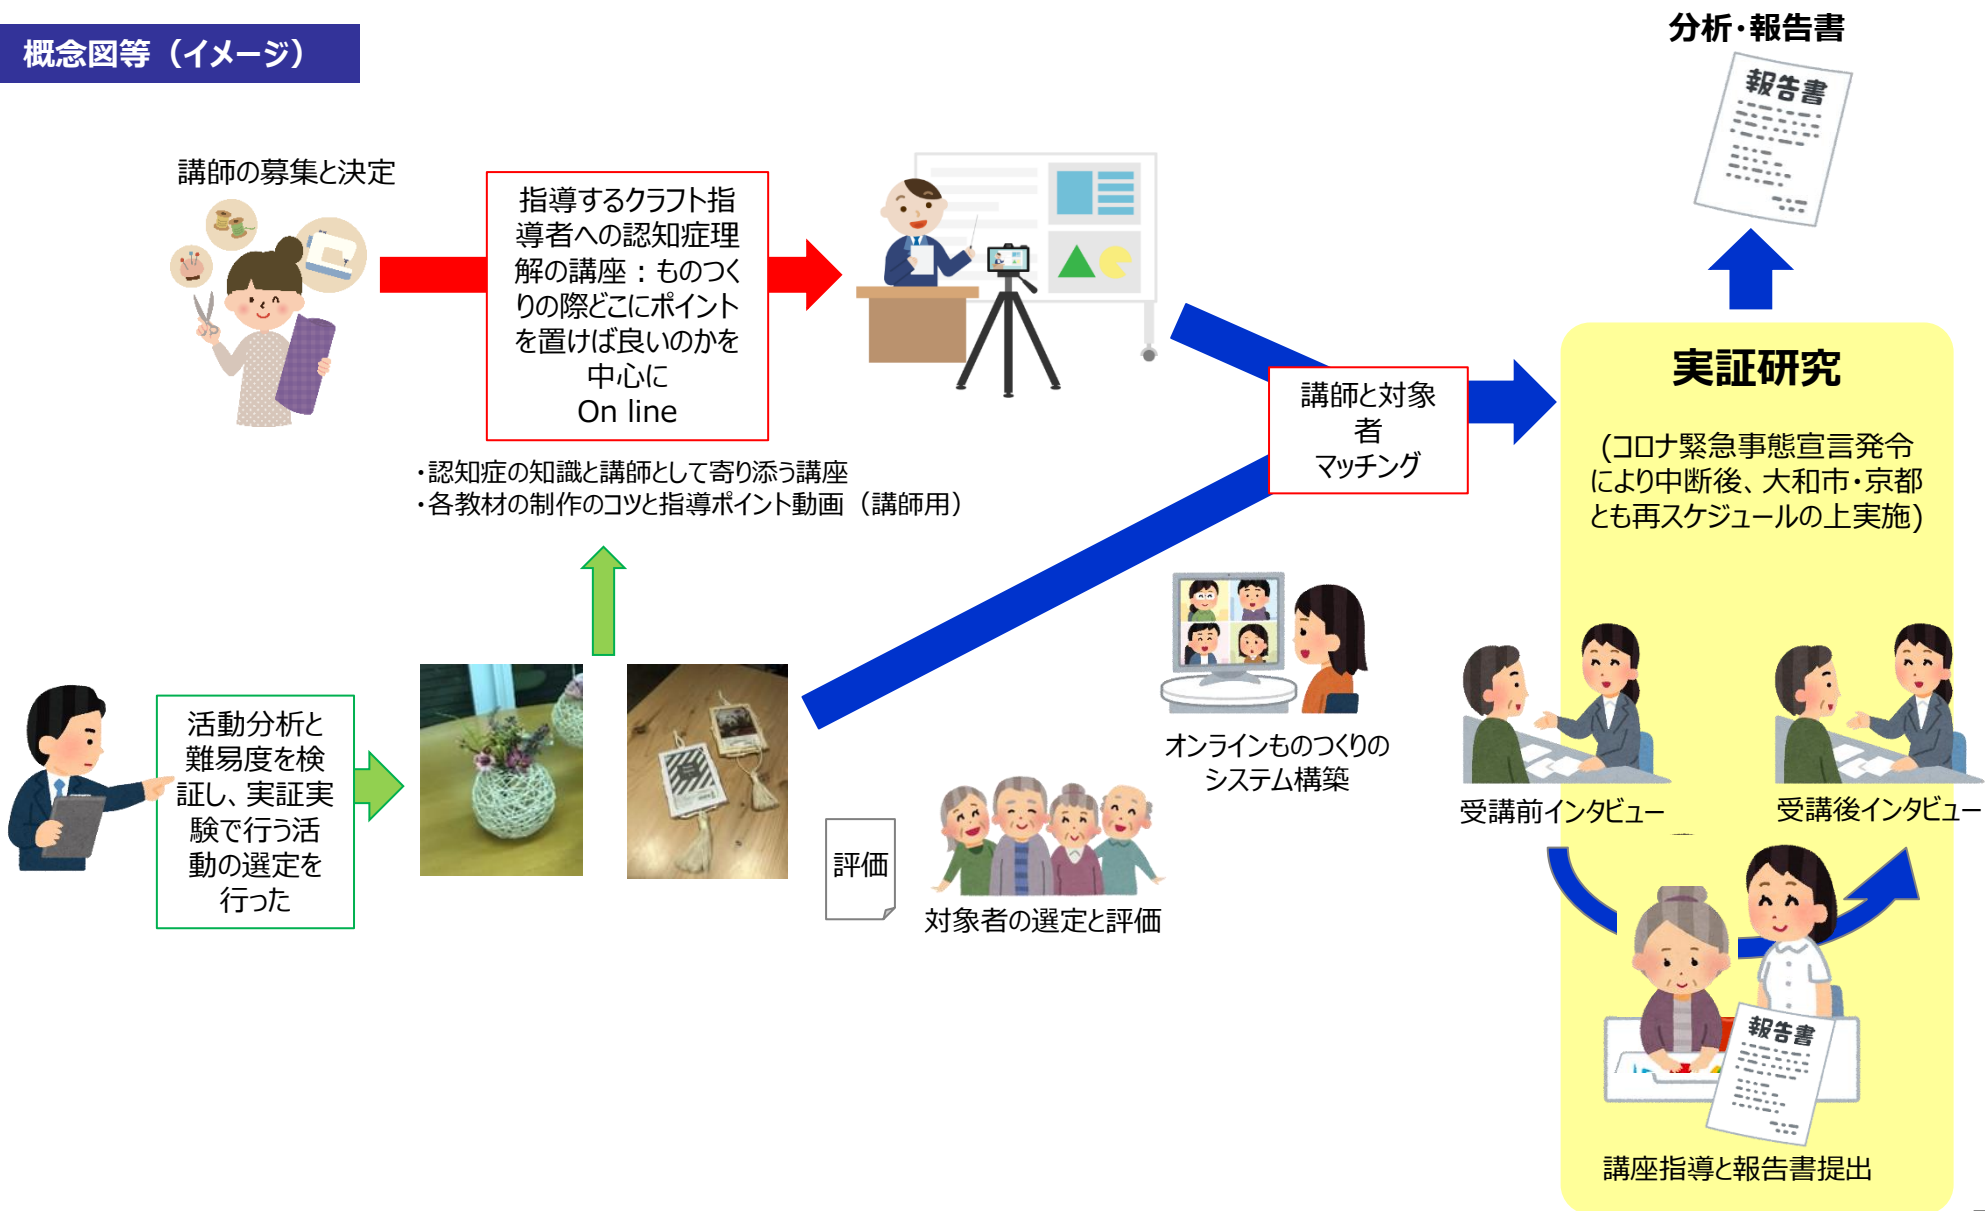 概念図等（イメージ）
分析・報告書
報告書
講師の募集と決定
指導するクラフト指
導者への認知症理
解の講座：ものつく
りの際どこにポイント
を置けば良いのかを
中心に
On line
・認知症の知識と講師として寄り添う講座
・各教材の制作のコツと指導ポイント動画（講師用）
講師と対象
者
マッチング
実証研究
(コロナ緊急事態宣言発令
により中断後、大和市・京都
とも再スケジュールの上実施)
活動分析と
難易度を検
証し、実証実
験で行う活
動の選定を
行った
評価
対象者の選定と評価
オンラインものつくりの
システム構築
受講前インタビュー
受講後インタビュー
報告書
講座指導と報告書提出